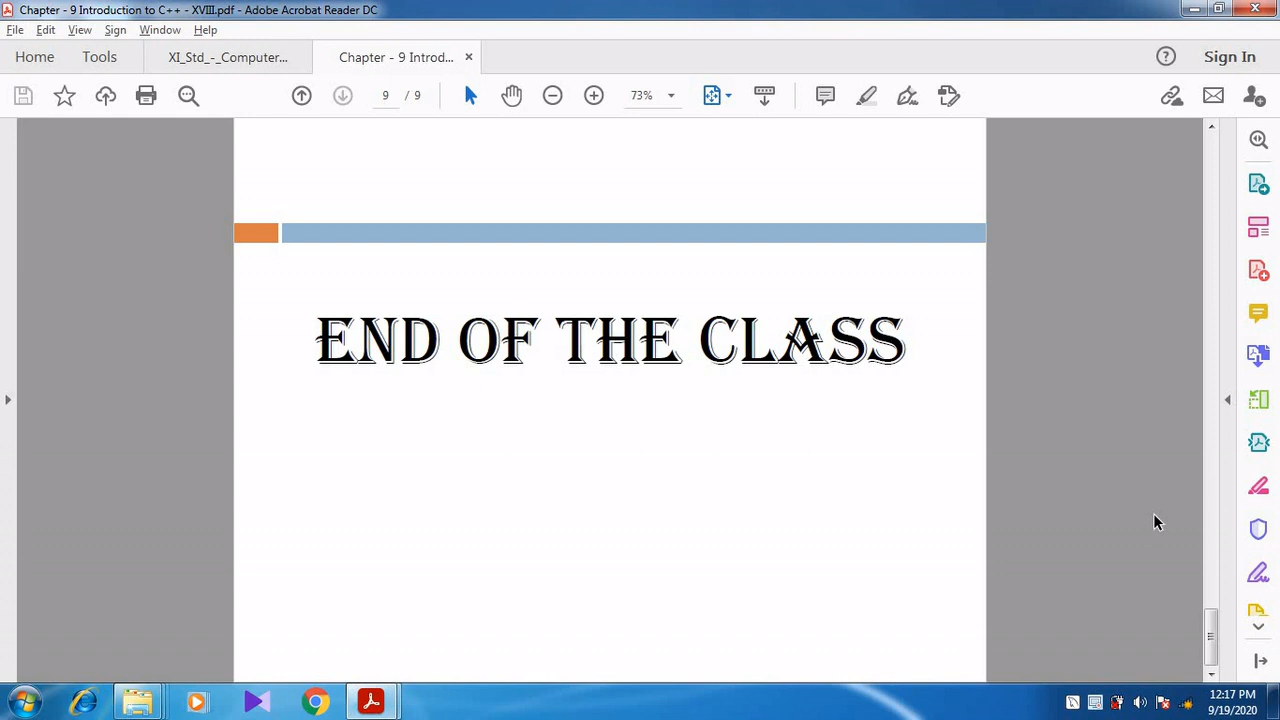 Chapter - 9 Introduction to C++ - XVIII.pdf - Adobe Acrobat Reader DC
File Edit View Sign Window Help
Home Tools XI_Std_-_Computer... Chapter - 9 Introd... × Sign In
9 / 9 73%
END OF THE CLASS
12:17 PM
9/19/2020